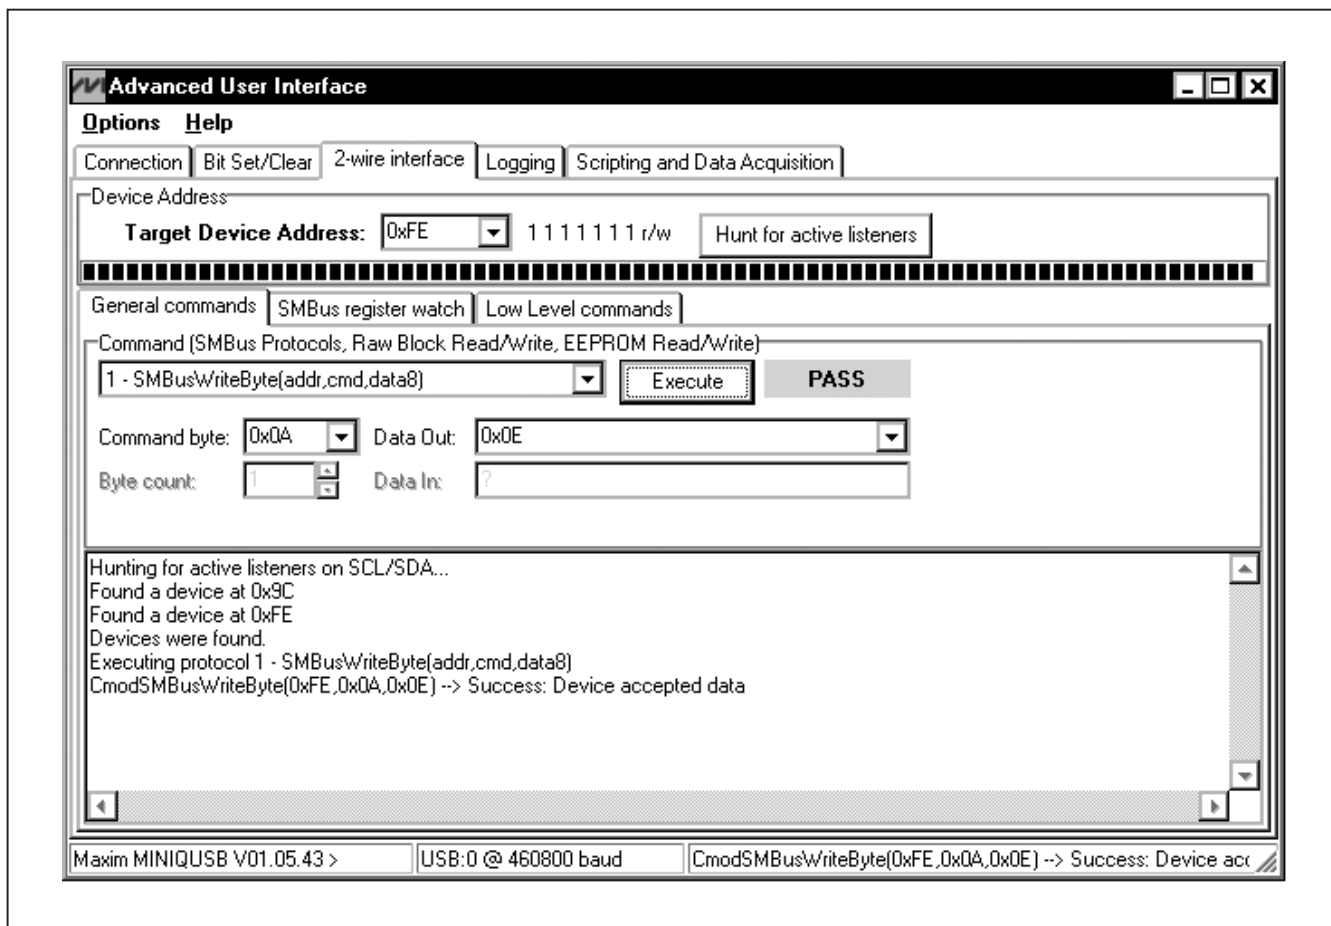 Advanced User Interface
Options Help
Connection Bit Set/Clear 2-wire interface Logging Scripting and Data Acquisition
Device Address
Target Device Address: 0xFE 1 1 1 1 1 1 1 r/w Hunt for active listeners
General commands SMBus register watch Low Level commands
Command (SMBus Protocols, Raw Block Read/Write, EEPROM Read/Write)
1 - SMBusWriteByte(addr,cmd,data8) Execute PASS
Command byte: 0x0A Data Out: 0x0E
Byte count: 1 Data In: ?
Hunting for active listeners on SCL/SDA...
Found a device at 0x9C
Found a device at 0xFE
Devices were found.
Executing protocol 1 - SMBusWriteByte(addr,cmd,data8)
CmodSMBusWriteByte(0xFE,0x0A,0x0E) --> Success: Device accepted data
Maxim MINIQUSB V01.05.43 > USB:0 @ 460800 baud CmodSMBusWriteByte(0xFE,0x0A,0x0E) --> Success: Device acc